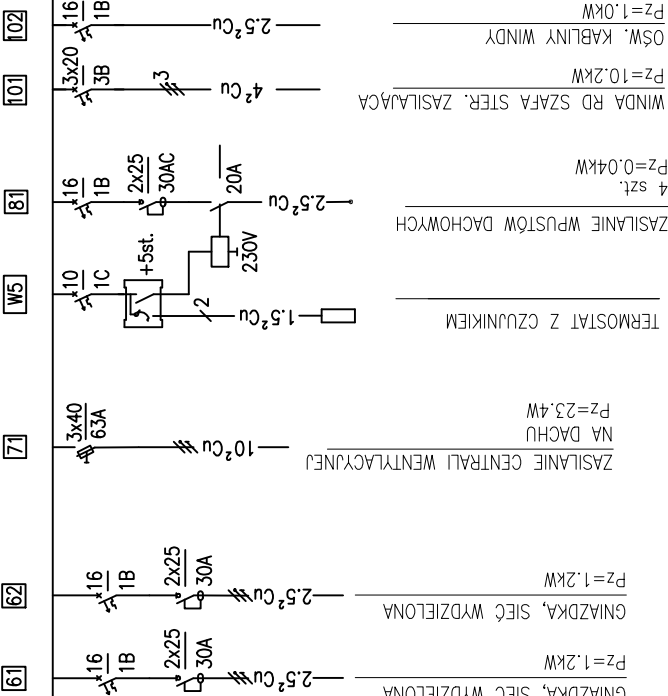 102
16
1B
2.5²Cu
OŚW. KABLINY WINDY
Pz=1.0kW
101
3x20
3B
3
4²Cu
WINDA RD SZAFA STER. ZASILAJĄCA
Pz=10.2kW
81
16
1B
2x25
30AC
20A
2.5²Cu
ZASILANIE WPUSTÓW DACHOWYCH
4 szt.
Pz=0.04kW
W5
10
1C
+5st.
230V
2
1.5²Cu
TERMOSTAT Z CZUJNIKIEM
71
3x40
63A
10²Cu
ZASILANIE CENTRALI WENTYLACYJNEJ
NA DACHU
Pz=23.4W
62
16
1B
2x25
30A
2.5²Cu
GNIAZDKA, SIEĆ WYDZIELONA
Pz=1.2kW
61
16
1B
2x25
30A
2.5²Cu
GNIAZDKA, SIEĆ WYDZIELONA
Pz=1.2kW